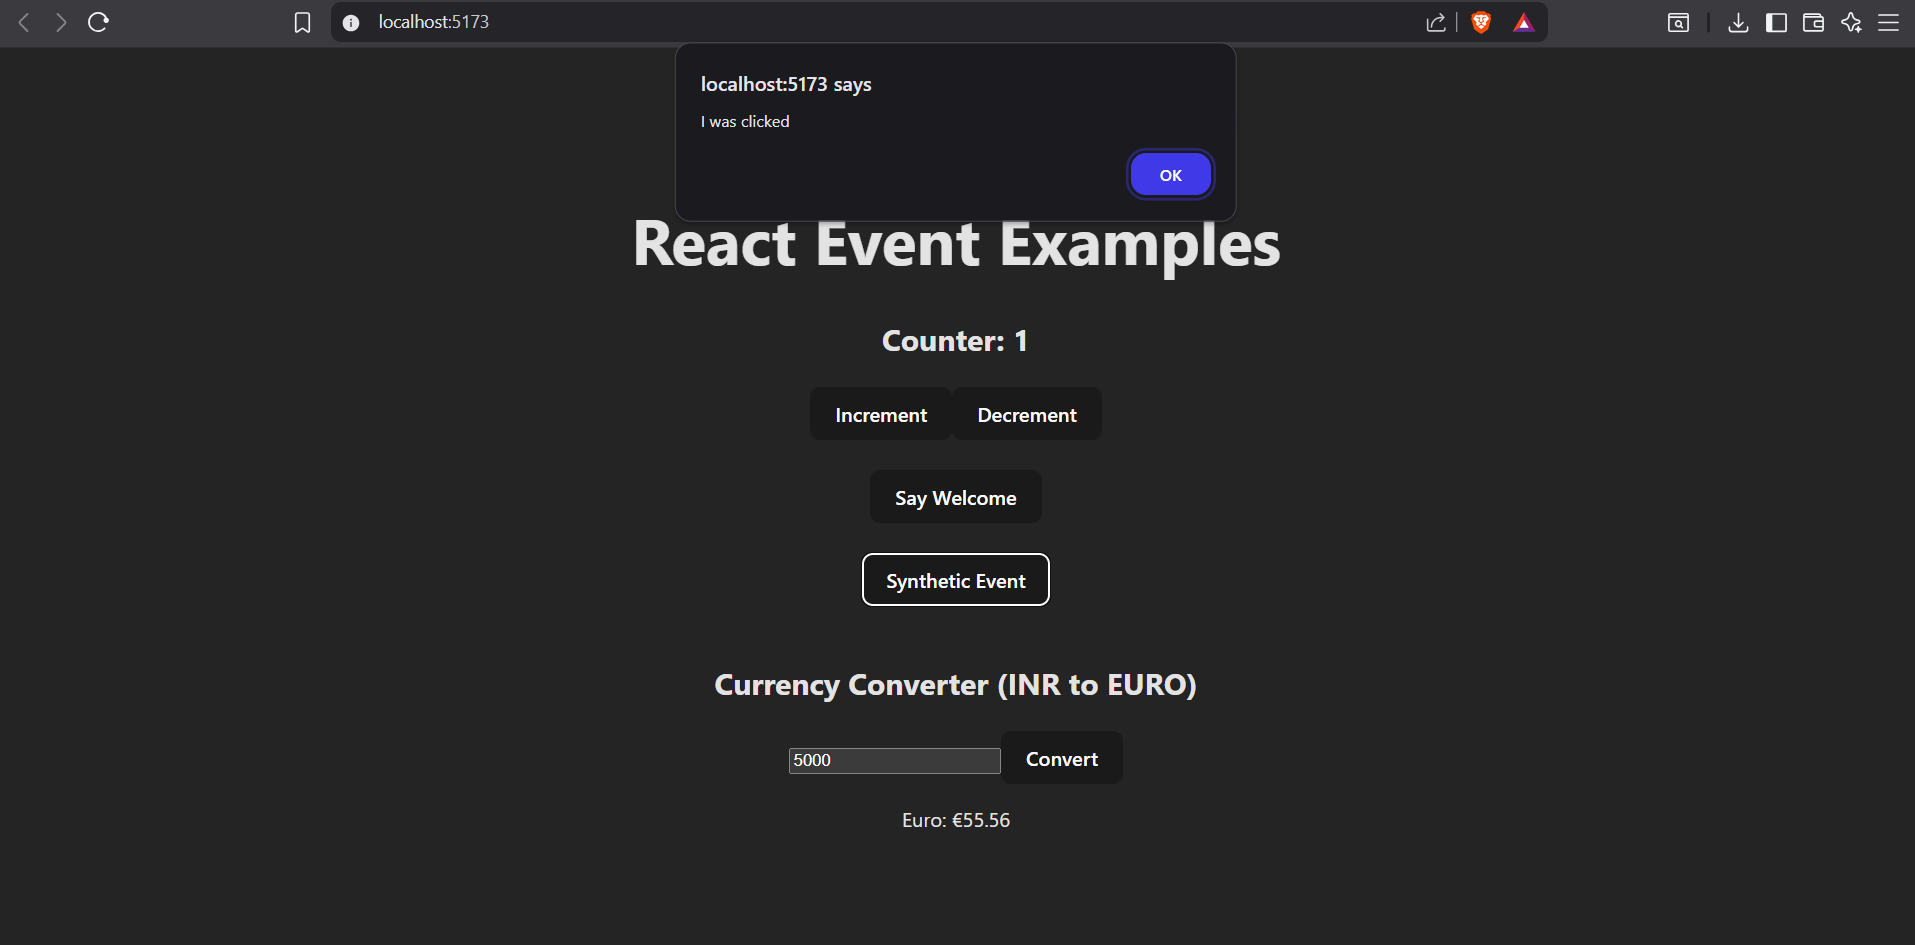 localhost:5173
localhost:5173 says
I was clicked
OK
React Event Examples
Counter: 1
Increment Decrement
Say Welcome
Synthetic Event
Currency Converter (INR to EURO)
5000 Convert
Euro: €55.56